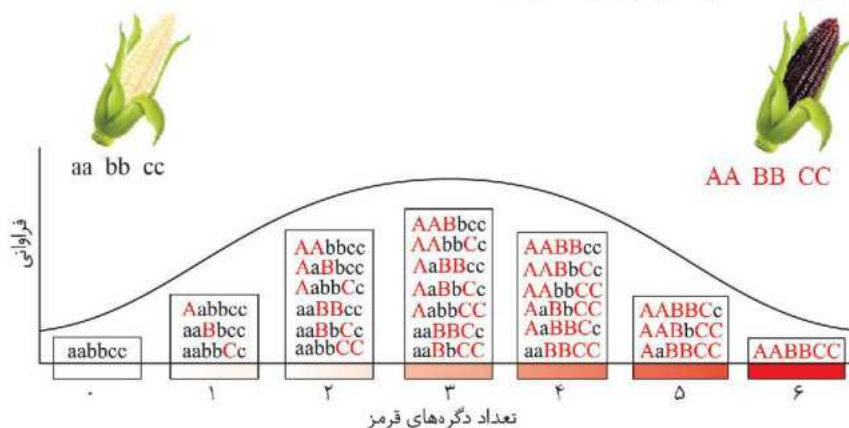 aa bb cc
AA BB CC
فراوانی
aabbcc
Aabbcc
aaBbcc
aabbCc
AAbbcc
AaBbcc
AabbCc
aaBBcc
aaBbCc
aabbCC
AABbcc
AAbbCc
AaBBcc
AaBbCc
AabbCC
aaBBCc
aaBbCC
AABBcc
AABbCc
AAbbCC
AaBbCC
AaBBCc
aaBBCC
AABBCc
AABbCC
AaBBCC
AABBCC
۰ ۱ ۲ ۳ ۴ ۵ ۶
تعداد دگره‌های قرمز